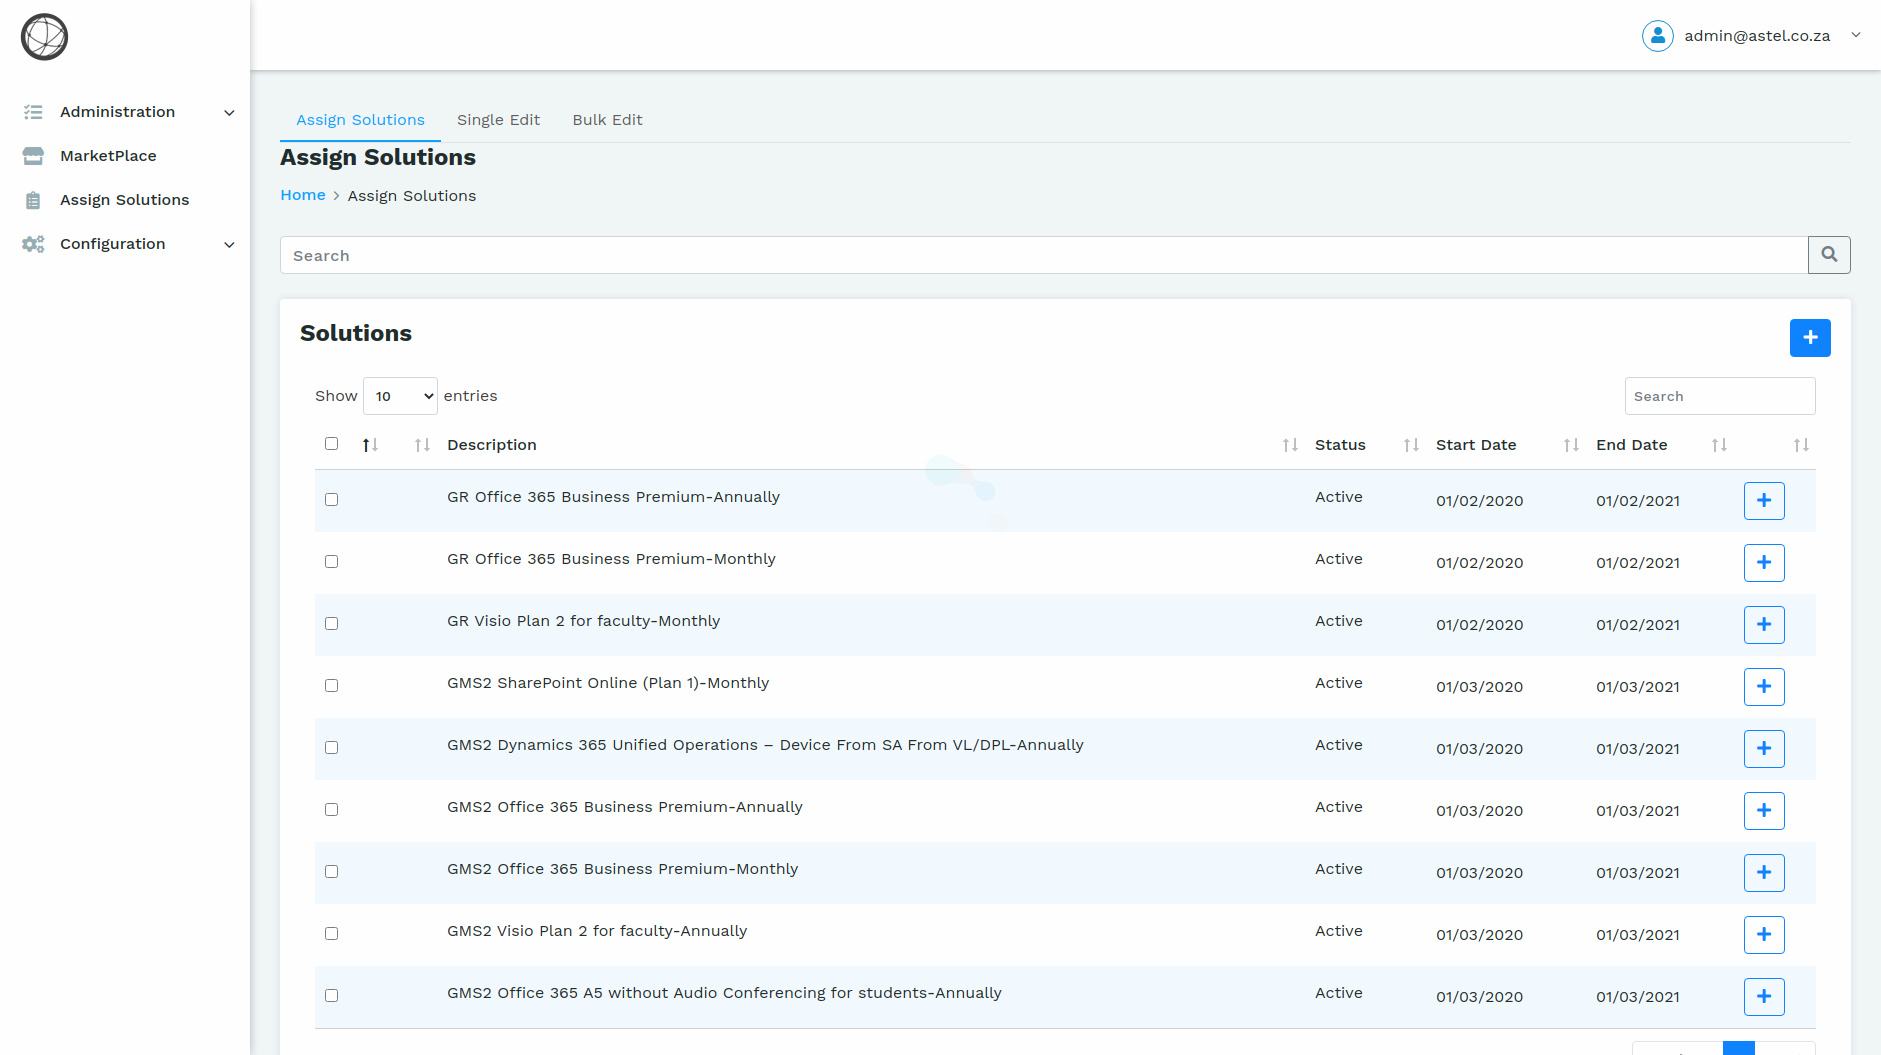 admin@astel.co.za
Administration
MarketPlace
Assign Solutions
Configuration
Assign Solutions Single Edit Bulk Edit
Assign Solutions
Home > Assign Solutions
Search
Solutions
Show 10 entries Search
Description Status Start Date End Date
GR Office 365 Business Premium-Annually Active 01/02/2020 01/02/2021
GR Office 365 Business Premium-Monthly Active 01/02/2020 01/02/2021
GR Visio Plan 2 for faculty-Monthly Active 01/02/2020 01/02/2021
GMS2 SharePoint Online (Plan 1)-Monthly Active 01/03/2020 01/03/2021
GMS2 Dynamics 365 Unified Operations – Device From SA From VL/DPL-Annually Active 01/03/2020 01/03/2021
GMS2 Office 365 Business Premium-Annually Active 01/03/2020 01/03/2021
GMS2 Office 365 Business Premium-Monthly Active 01/03/2020 01/03/2021
GMS2 Visio Plan 2 for faculty-Annually Active 01/03/2020 01/03/2021
GMS2 Office 365 A5 without Audio Conferencing for students-Annually Active 01/03/2020 01/03/2021